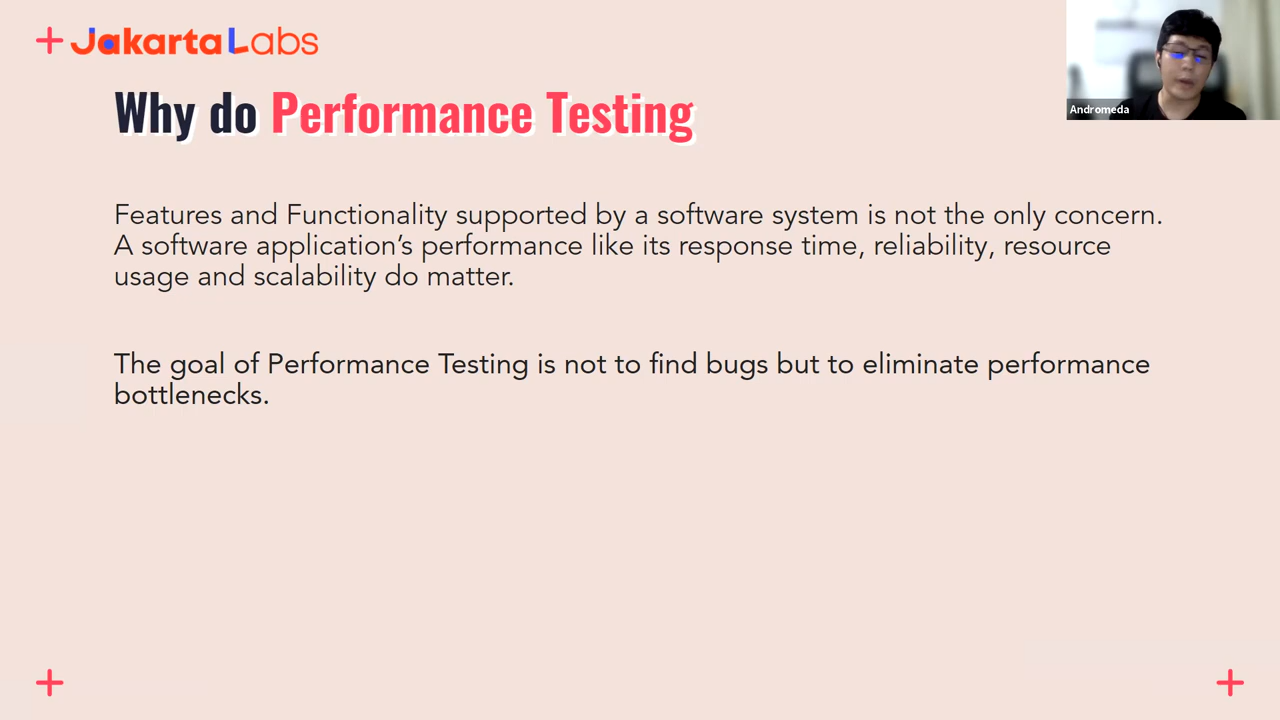 JakartaLabs
Andromeda
Why do Performance Testing
Features and Functionality supported by a software system is not the only concern.
A software application’s performance like its response time, reliability, resource
usage and scalability do matter.
The goal of Performance Testing is not to find bugs but to eliminate performance
bottlenecks.